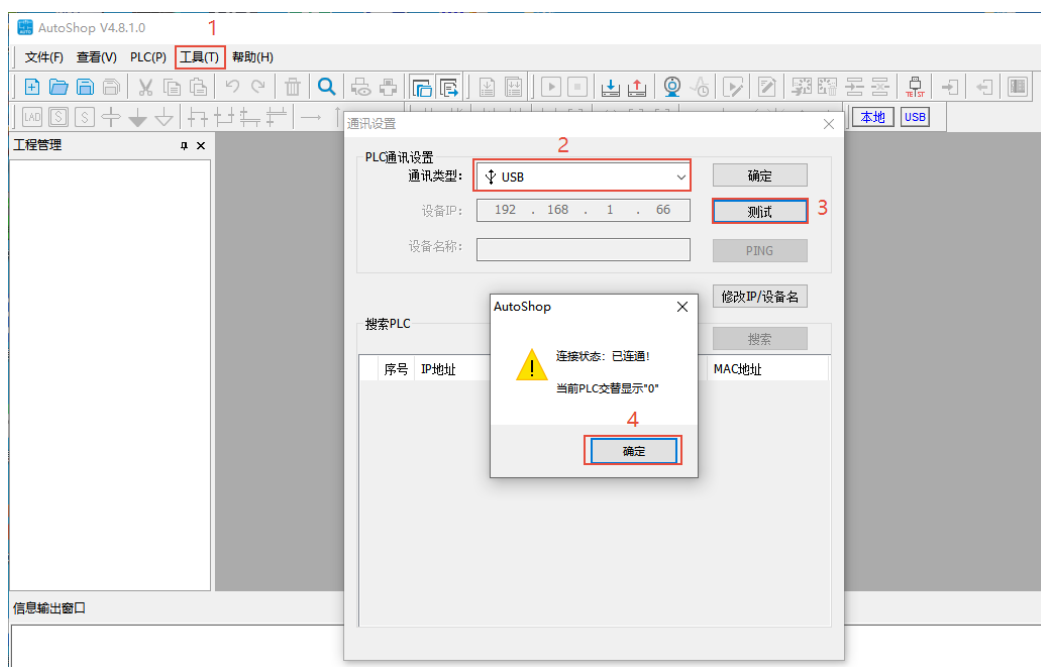 AutoShop V4.8.1.0
1
文件(F) 查看(V) PLC(P) 工具(T) 帮助(H)
TEST
LAD S S
本地 USB
工程管理
通讯设置
PLC通讯设置
2
通讯类型: USB
确定
设备IP: 192 . 168 . 1 . 66
测试
3
设备名称:
PING
修改IP/设备名
搜索PLC
搜索
序号 IP地址 MAC地址
AutoShop
连接状态: 已连通!
当前PLC交替显示"0"
4
确定
信息输出窗口